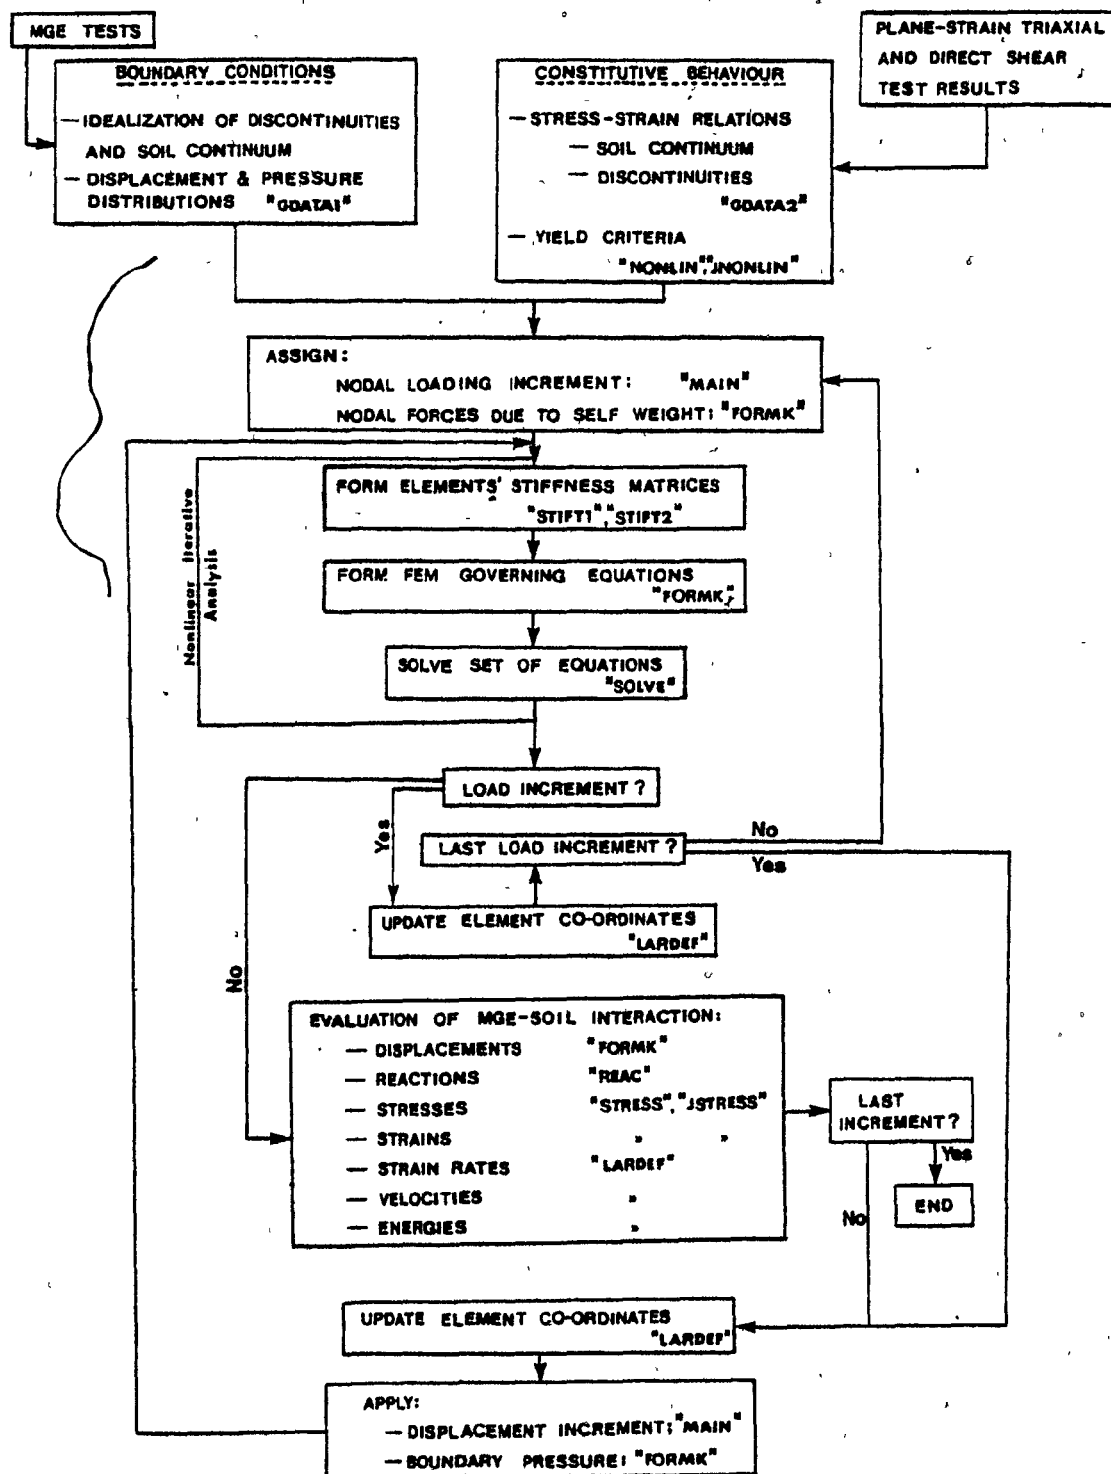 MGE TESTS
PLANE-STRAIN TRIAXIAL
AND DIRECT SHEAR
TEST RESULTS
BOUNDARY CONDITIONS
— IDEALIZATION OF DISCONTINUITIES
AND SOIL CONTINUUM
— DISPLACEMENT & PRESSURE
DISTRIBUTIONS "GDATA1"
CONSTITUTIVE BEHAVIOUR
— STRESS-STRAIN RELATIONS
— SOIL CONTINUUM
— DISCONTINUITIES
"GDATA2"
— YIELD CRITERIA
"NONLIN","JNONLIN"
ASSIGN:
NODAL LOADING INCREMENT: "MAIN"
NODAL FORCES DUE TO SELF WEIGHT: "FORMK"
Nonlinear Iterative
Analysis
FORM ELEMENTS' STIFFNESS MATRICES
"STIFT1","STIFT2"
FORM FEM GOVERNING EQUATIONS
"FORMK"
SOLVE SET OF EQUATIONS
"SOLVE"
LOAD INCREMENT ?
Yes
No
LAST LOAD INCREMENT ?
No
Yes
UPDATE ELEMENT CO-ORDINATES
"LARDEF"
EVALUATION OF MGE-SOIL INTERACTION:
— DISPLACEMENTS "FORMK"
— REACTIONS "REAC"
— STRESSES "STRESS", "JSTRESS"
— STRAINS » »
— STRAIN RATES "LARDEF"
— VELOCITIES »
— ENERGIES »
LAST
INCREMENT ?
Yes
No
END
UPDATE ELEMENT CO-ORDINATES
"LARDEF"
APPLY:
— DISPLACEMENT INCREMENT; "MAIN"
— BOUNDARY PRESSURE: "FORMK"